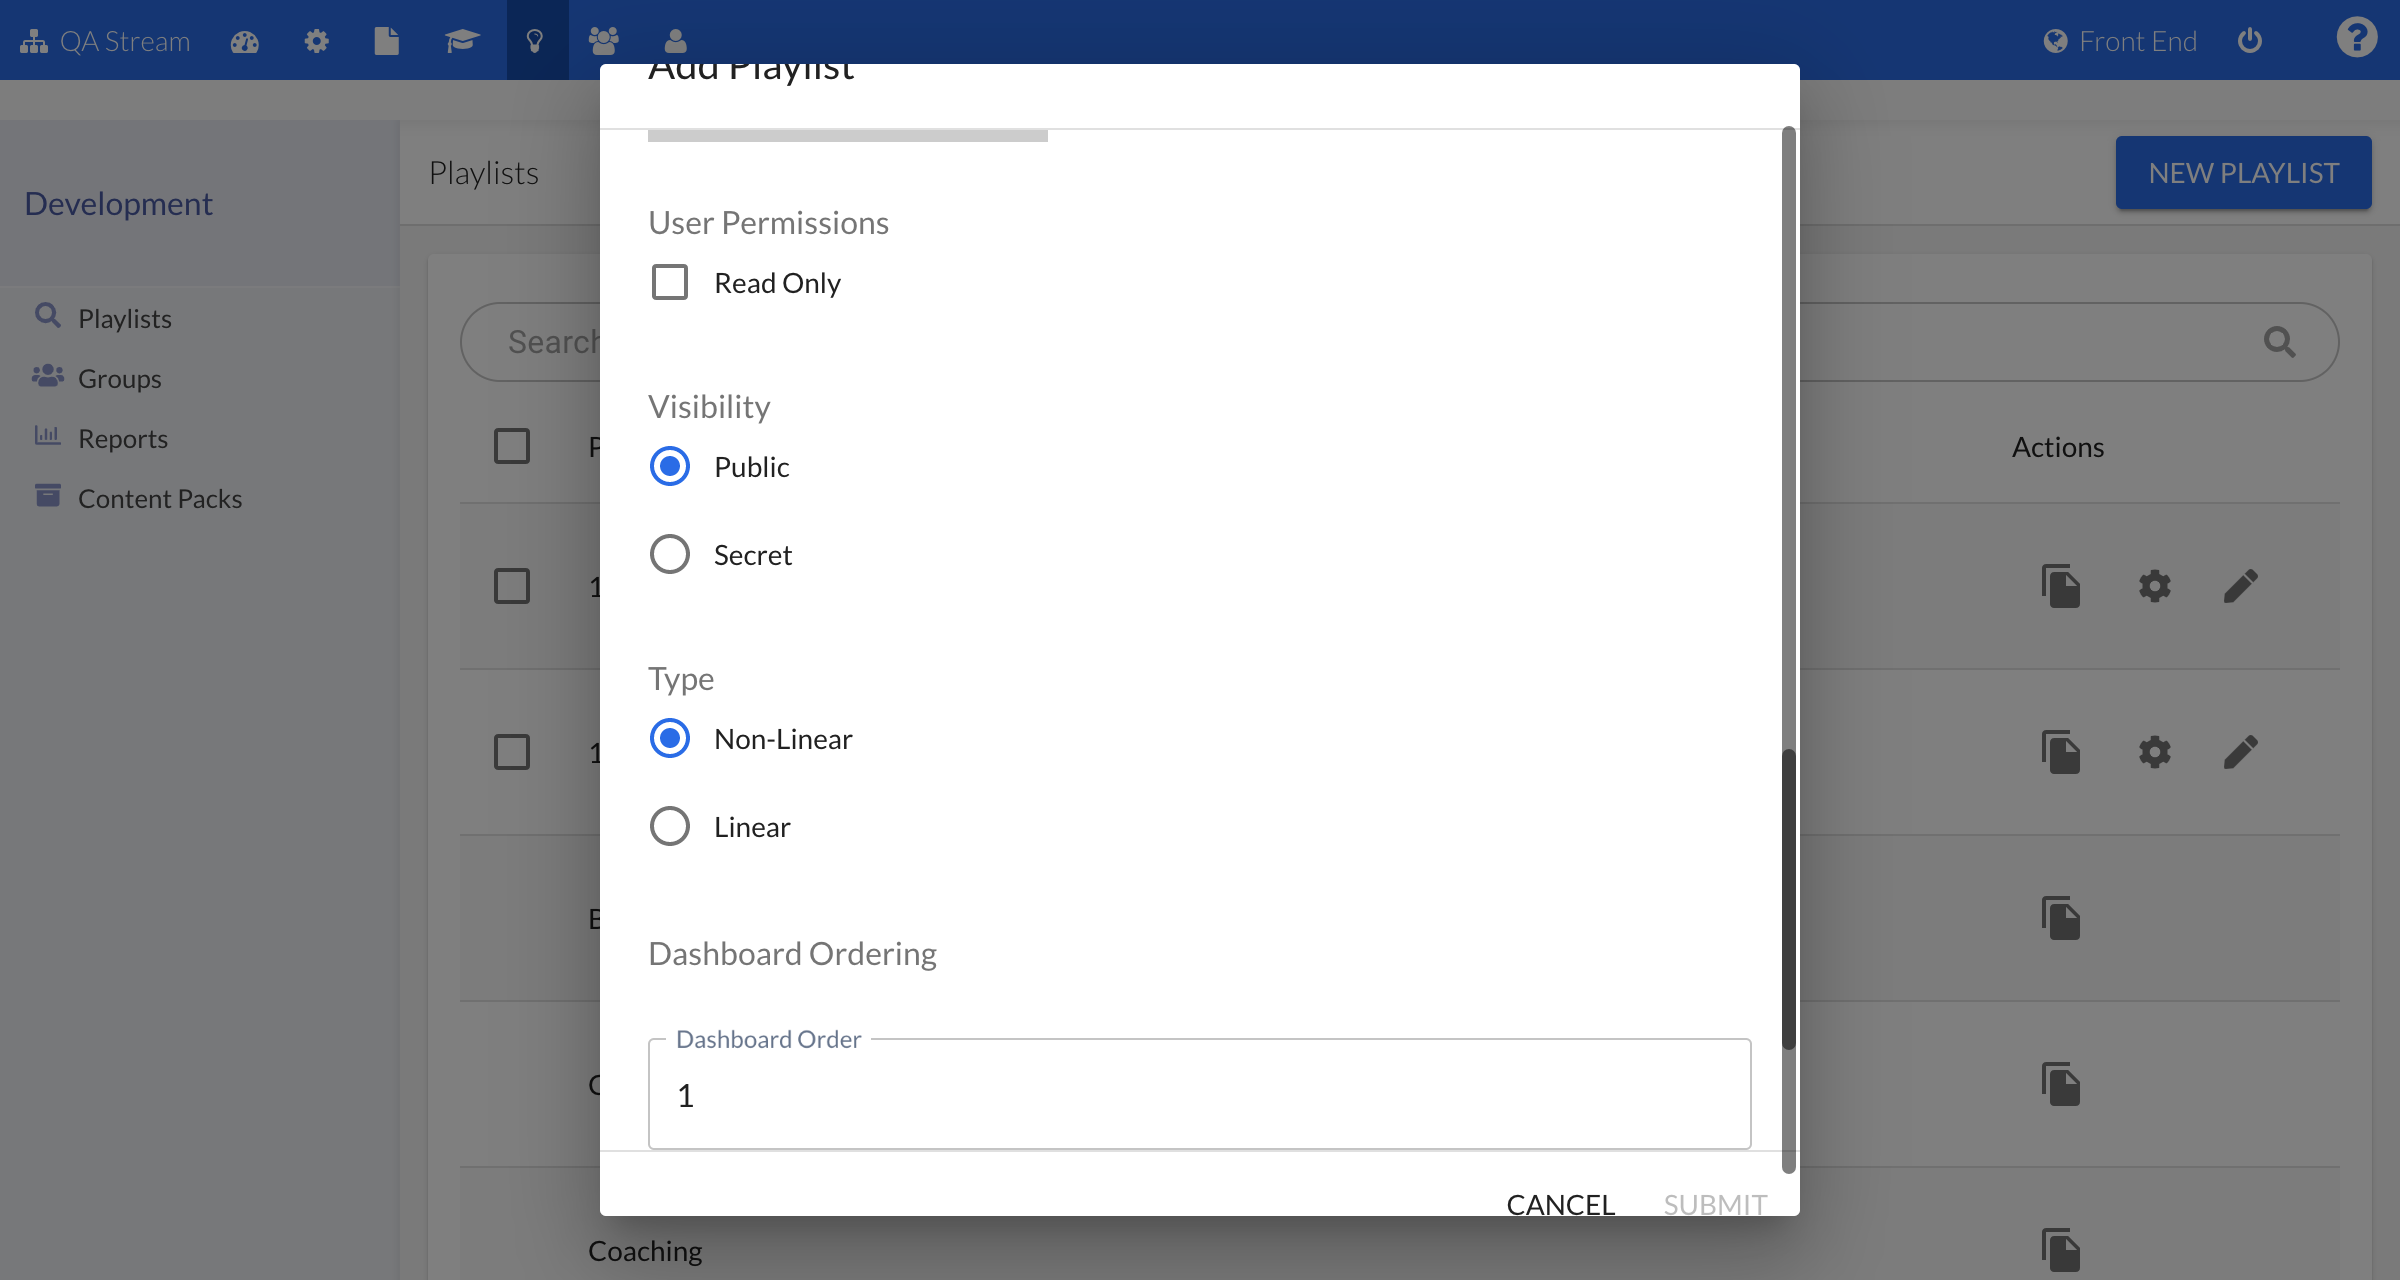 QA Stream
Front End
Add Playlist
Development
Playlists
NEW PLAYLIST
Playlists
Groups
Reports
Content Packs
Search
Actions
User Permissions
Read Only
Visibility
Public
Secret
Type
Non-Linear
Linear
Dashboard Ordering
Dashboard Order
1
CANCEL SUBMIT
Coaching